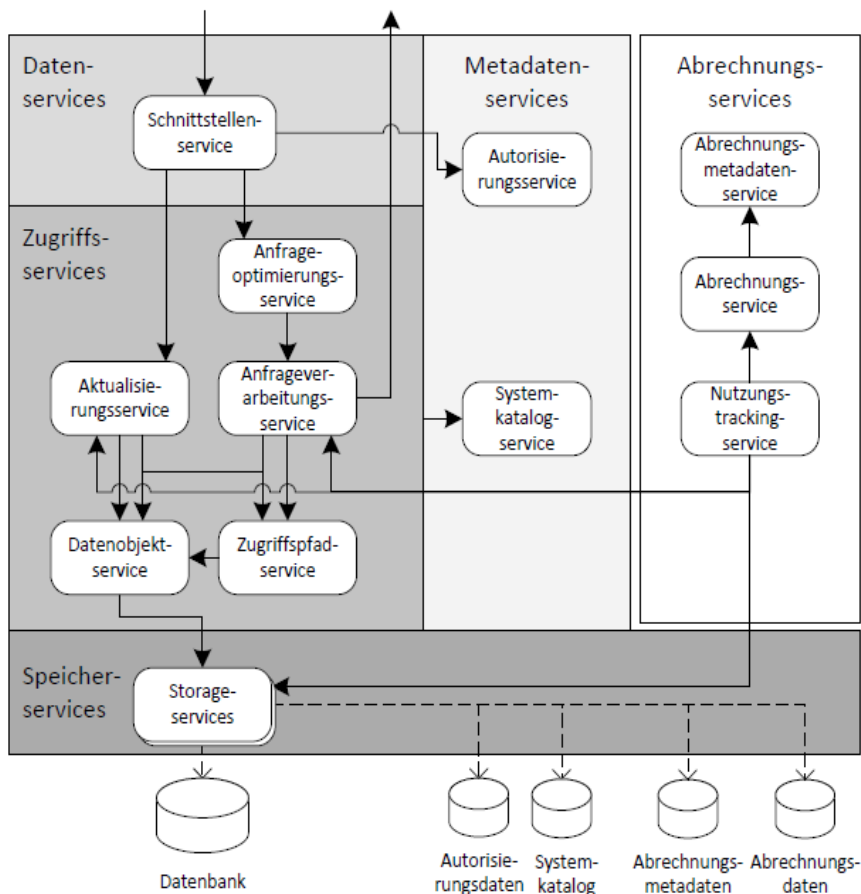 Daten-
services
Metadaten-
services
Abrechnungs-
services
Schnittstellen-
service
Autorisie-
rungsservice
Abrechnungs-
metadaten-
service
Zugriffs-
services
Anfrage-
optimierungs-
service
Abrechnungs-
service
Aktualisie-
rungsservice
Anfragever-
arbeitungs-
service
System-
katalog-
service
Nutzungs-
tracking-
service
Datenobjekt-
service
Zugriffspfad-
service
Speicher-
services
Storage-
services
Datenbank
Autorisie-
rungsdaten
System-
katalog
Abrechnungs-
metadaten
Abrechnungs-
daten